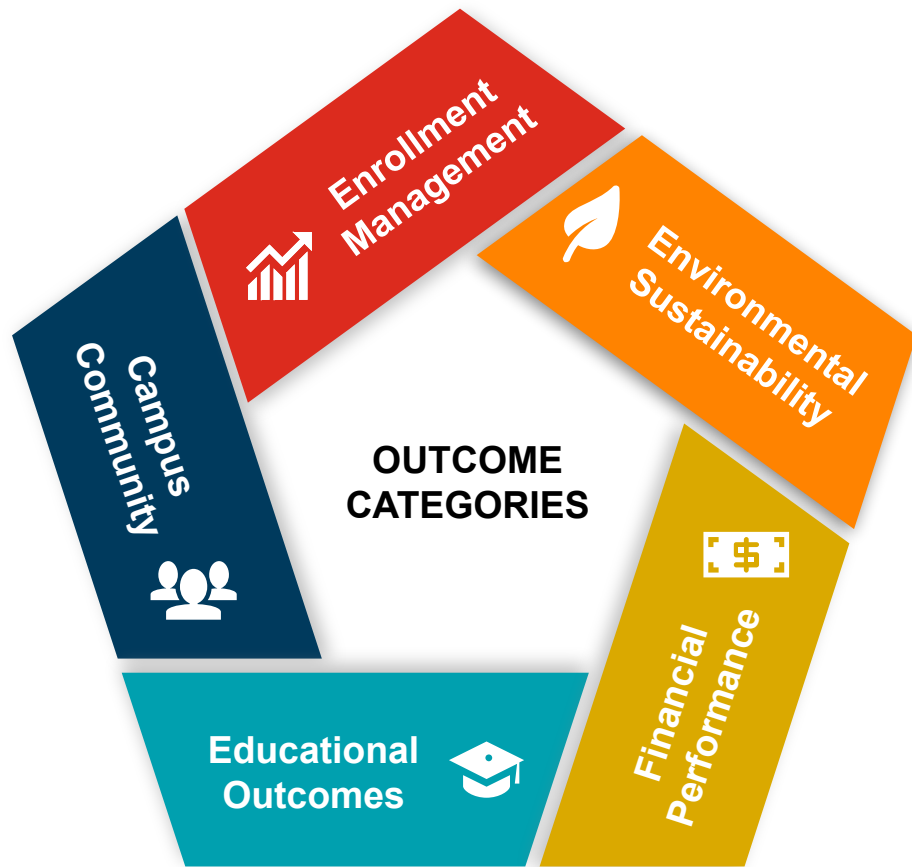 Enrollment
Management
Environmental
Sustainability
Campus
Community
OUTCOME
CATEGORIES
Financial
Performance
Educational
Outcomes